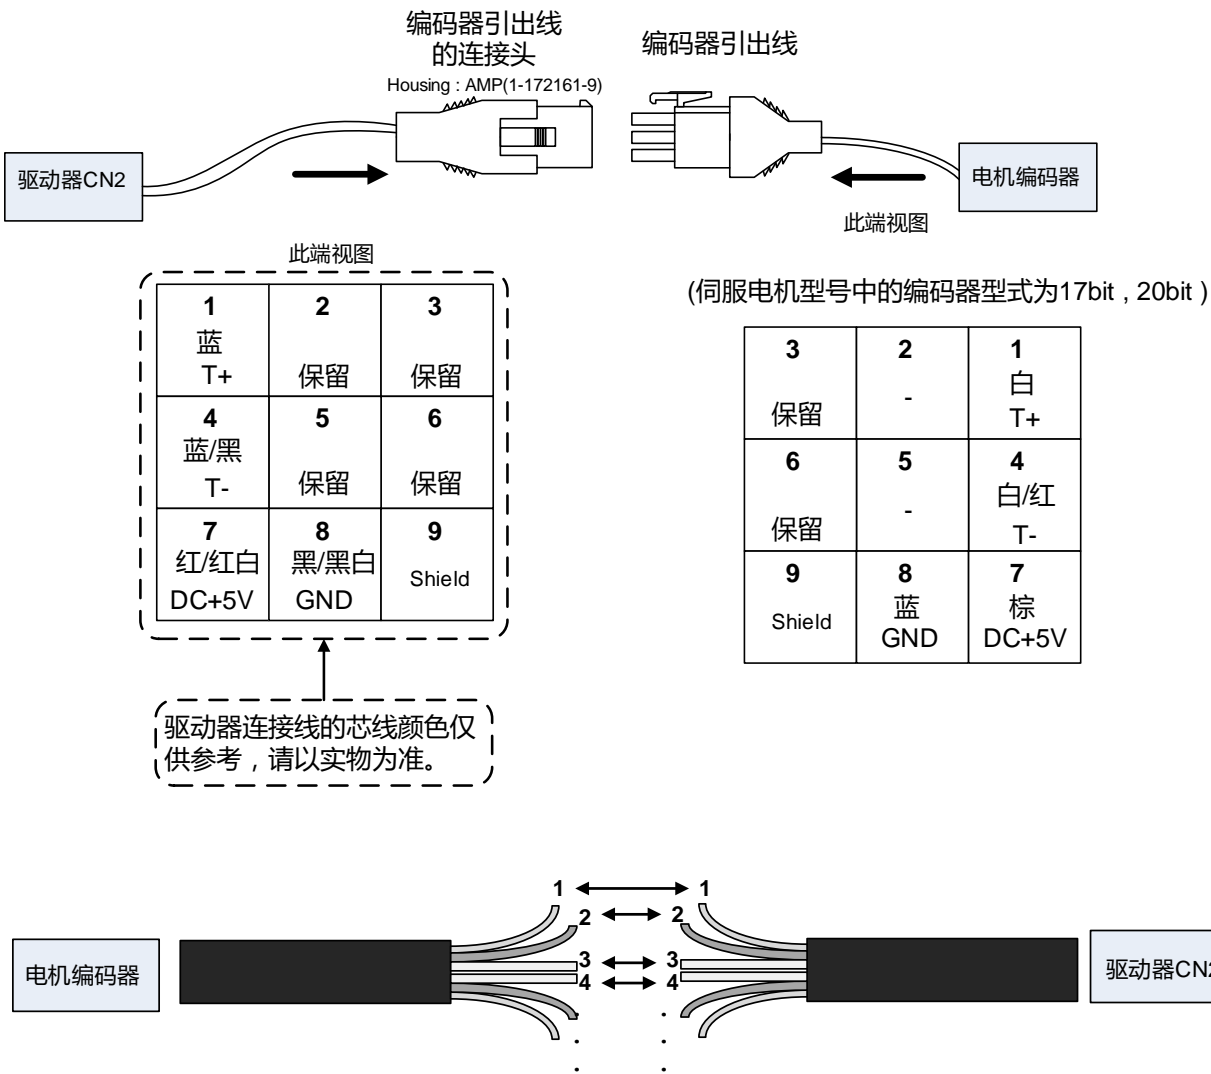 编码器引出线
的连接头
Housing : AMP(1-172161-9)
编码器引出线
驱动器CN2
电机编码器
此端视图
此端视图
(伺服电机型号中的编码器型式为17bit , 20bit )
1 2 3
蓝
T+ 保留 保留
4 5 6
蓝/黑
T- 保留 保留
7 8 9
红/红白 黑/黑白 Shield
DC+5V GND
3 2 1
- 白
保留 T+
6 5 4
- 白/红
保留 T-
9 8 7
Shield 蓝 棕
GND DC+5V
驱动器连接线的芯线颜色仅
供参考，请以实物为准。
1 1
2 2
3 3
4 4
电机编码器
驱动器CN2